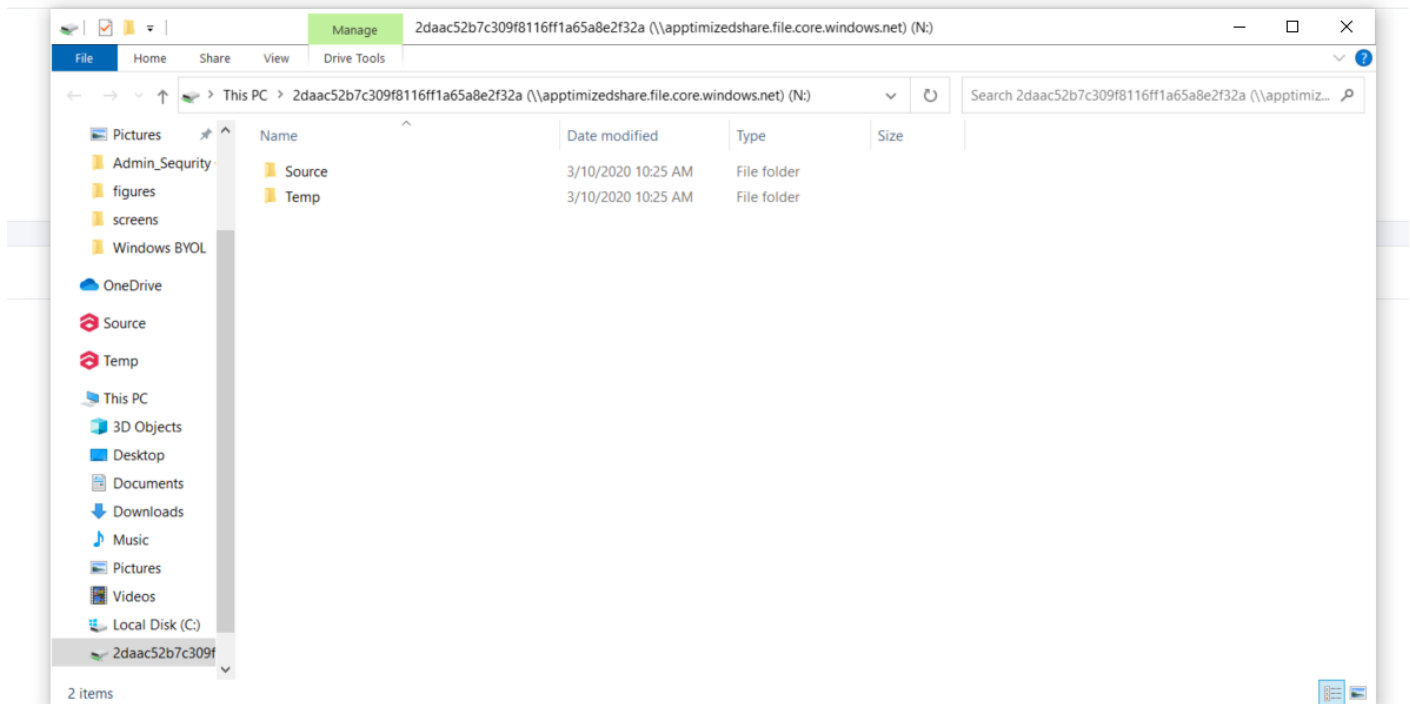 Manage 2daac52b7c309f8116ff1a65a8e2f32a (\\apptimizedshare.file.core.windows.net) (N:)
File Home Share View Drive Tools
This PC > 2daac52b7c309f8116ff1a65a8e2f32a (\\apptimizedshare.file.core.windows.net) (N:)
Search 2daac52b7c309f8116ff1a65a8e2f32a (\\apptimiz...
Pictures
Admin_Sequrity
figures
screens
Windows BYOL
OneDrive
Source
Temp
This PC
3D Objects
Desktop
Documents
Downloads
Music
Pictures
Videos
Local Disk (C:)
2daac52b7c309f
Name Date modified Type Size
Source 3/10/2020 10:25 AM File folder
Temp 3/10/2020 10:25 AM File folder
2 items